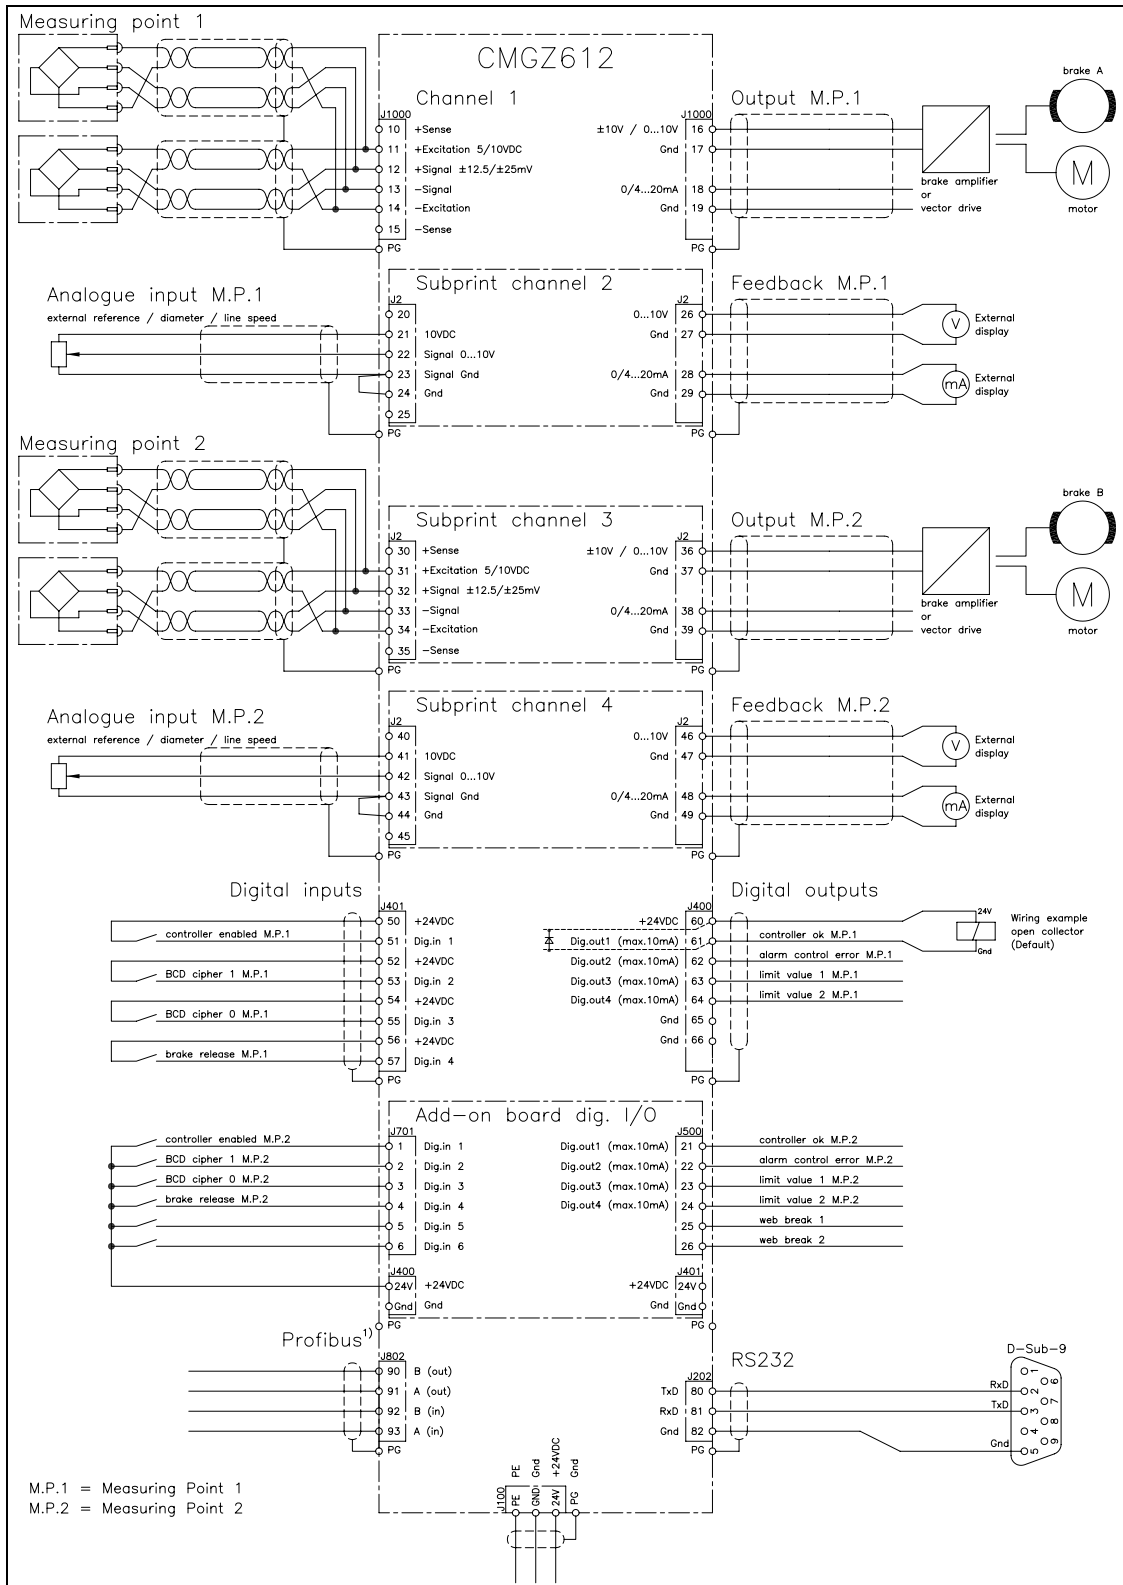 Measuring point 1
CMGZ612
brake A
Channel 1
Output M.P.1
J1000
J1000
10 +Sense
±10V / 0...10V 16
11 +Excitation 5/10VDC
Gnd 17
12 +Signal ±12.5/±25mV
13 −Signal
0/4...20mA 18
14 −Excitation
Gnd 19
15 −Sense
PG
PG
brake amplifier
or
vector drive
M
motor
Subprint channel 2
Analogue input M.P.1
external reference / diameter / line speed
Feedback M.P.1
J2
J2
20
0...10V 26
21 10VDC
Gnd 27
22 Signal 0...10V
23 Signal Gnd
0/4...20mA 28
24 Gnd
Gnd 29
25
PG
PG
V
External
display
mA
External
display
Measuring point 2
brake B
Subprint channel 3
Output M.P.2
J2
J2
30 +Sense
±10V / 0...10V 36
31 +Excitation 5/10VDC
Gnd 37
32 +Signal ±12.5/±25mV
33 −Signal
0/4...20mA 38
34 −Excitation
Gnd 39
35 −Sense
PG
PG
brake amplifier
or
vector drive
M
motor
Subprint channel 4
Analogue input M.P.2
external reference / diameter / line speed
Feedback M.P.2
J2
J2
40
0...10V 46
41 10VDC
Gnd 47
42 Signal 0...10V
43 Signal Gnd
0/4...20mA 48
44 Gnd
Gnd 49
45
PG
PG
V
External
display
mA
External
display
Digital inputs
Digital outputs
J401
J400
50 +24VDC
+24VDC 60
controller enabled M.P.1
51 Dig.in 1
Dig.out1 (max.10mA) 61
controller ok M.P.1
52 +24VDC
Dig.out2 (max.10mA) 62
alarm control error M.P.1
BCD cipher 1 M.P.1
53 Dig.in 2
Dig.out3 (max.10mA) 63
limit value 1 M.P.1
54 +24VDC
Dig.out4 (max.10mA) 64
limit value 2 M.P.1
BCD cipher 0 M.P.1
55 Dig.in 3
Gnd 65
56 +24VDC
Gnd 66
brake release M.P.1
57 Dig.in 4
PG
PG
24V
Gnd
Wiring example
open collector
(Default)
Add−on board dig. I/O
J701
J500
controller enabled M.P.2
1 Dig.in 1
Dig.out1 (max.10mA) 21
controller ok M.P.2
BCD cipher 1 M.P.2
2 Dig.in 2
Dig.out2 (max.10mA) 22
alarm control error M.P.2
BCD cipher 0 M.P.2
3 Dig.in 3
Dig.out3 (max.10mA) 23
limit value 1 M.P.2
brake release M.P.2
4 Dig.in 4
Dig.out4 (max.10mA) 24
limit value 2 M.P.2
5 Dig.in 5
25
web break 1
6 Dig.in 6
26
web break 2
J400
J401
24V +24VDC
+24VDC 24V
Gnd Gnd
Gnd Gnd
PG
PG
Profibus1)
RS232
D−Sub−9
J802
J202
90 B (out)
91 A (out)
TxD 80
RxD
92 B (in)
RxD 81
TxD
93 A (in)
Gnd 82
Gnd
PG
PG
1
2
3
4
5
6
7
8
9
PE
Gnd
+24VDC
Gnd
J100
PE
GND
24V
PG
M.P.1 = Measuring Point 1
M.P.2 = Measuring Point 2